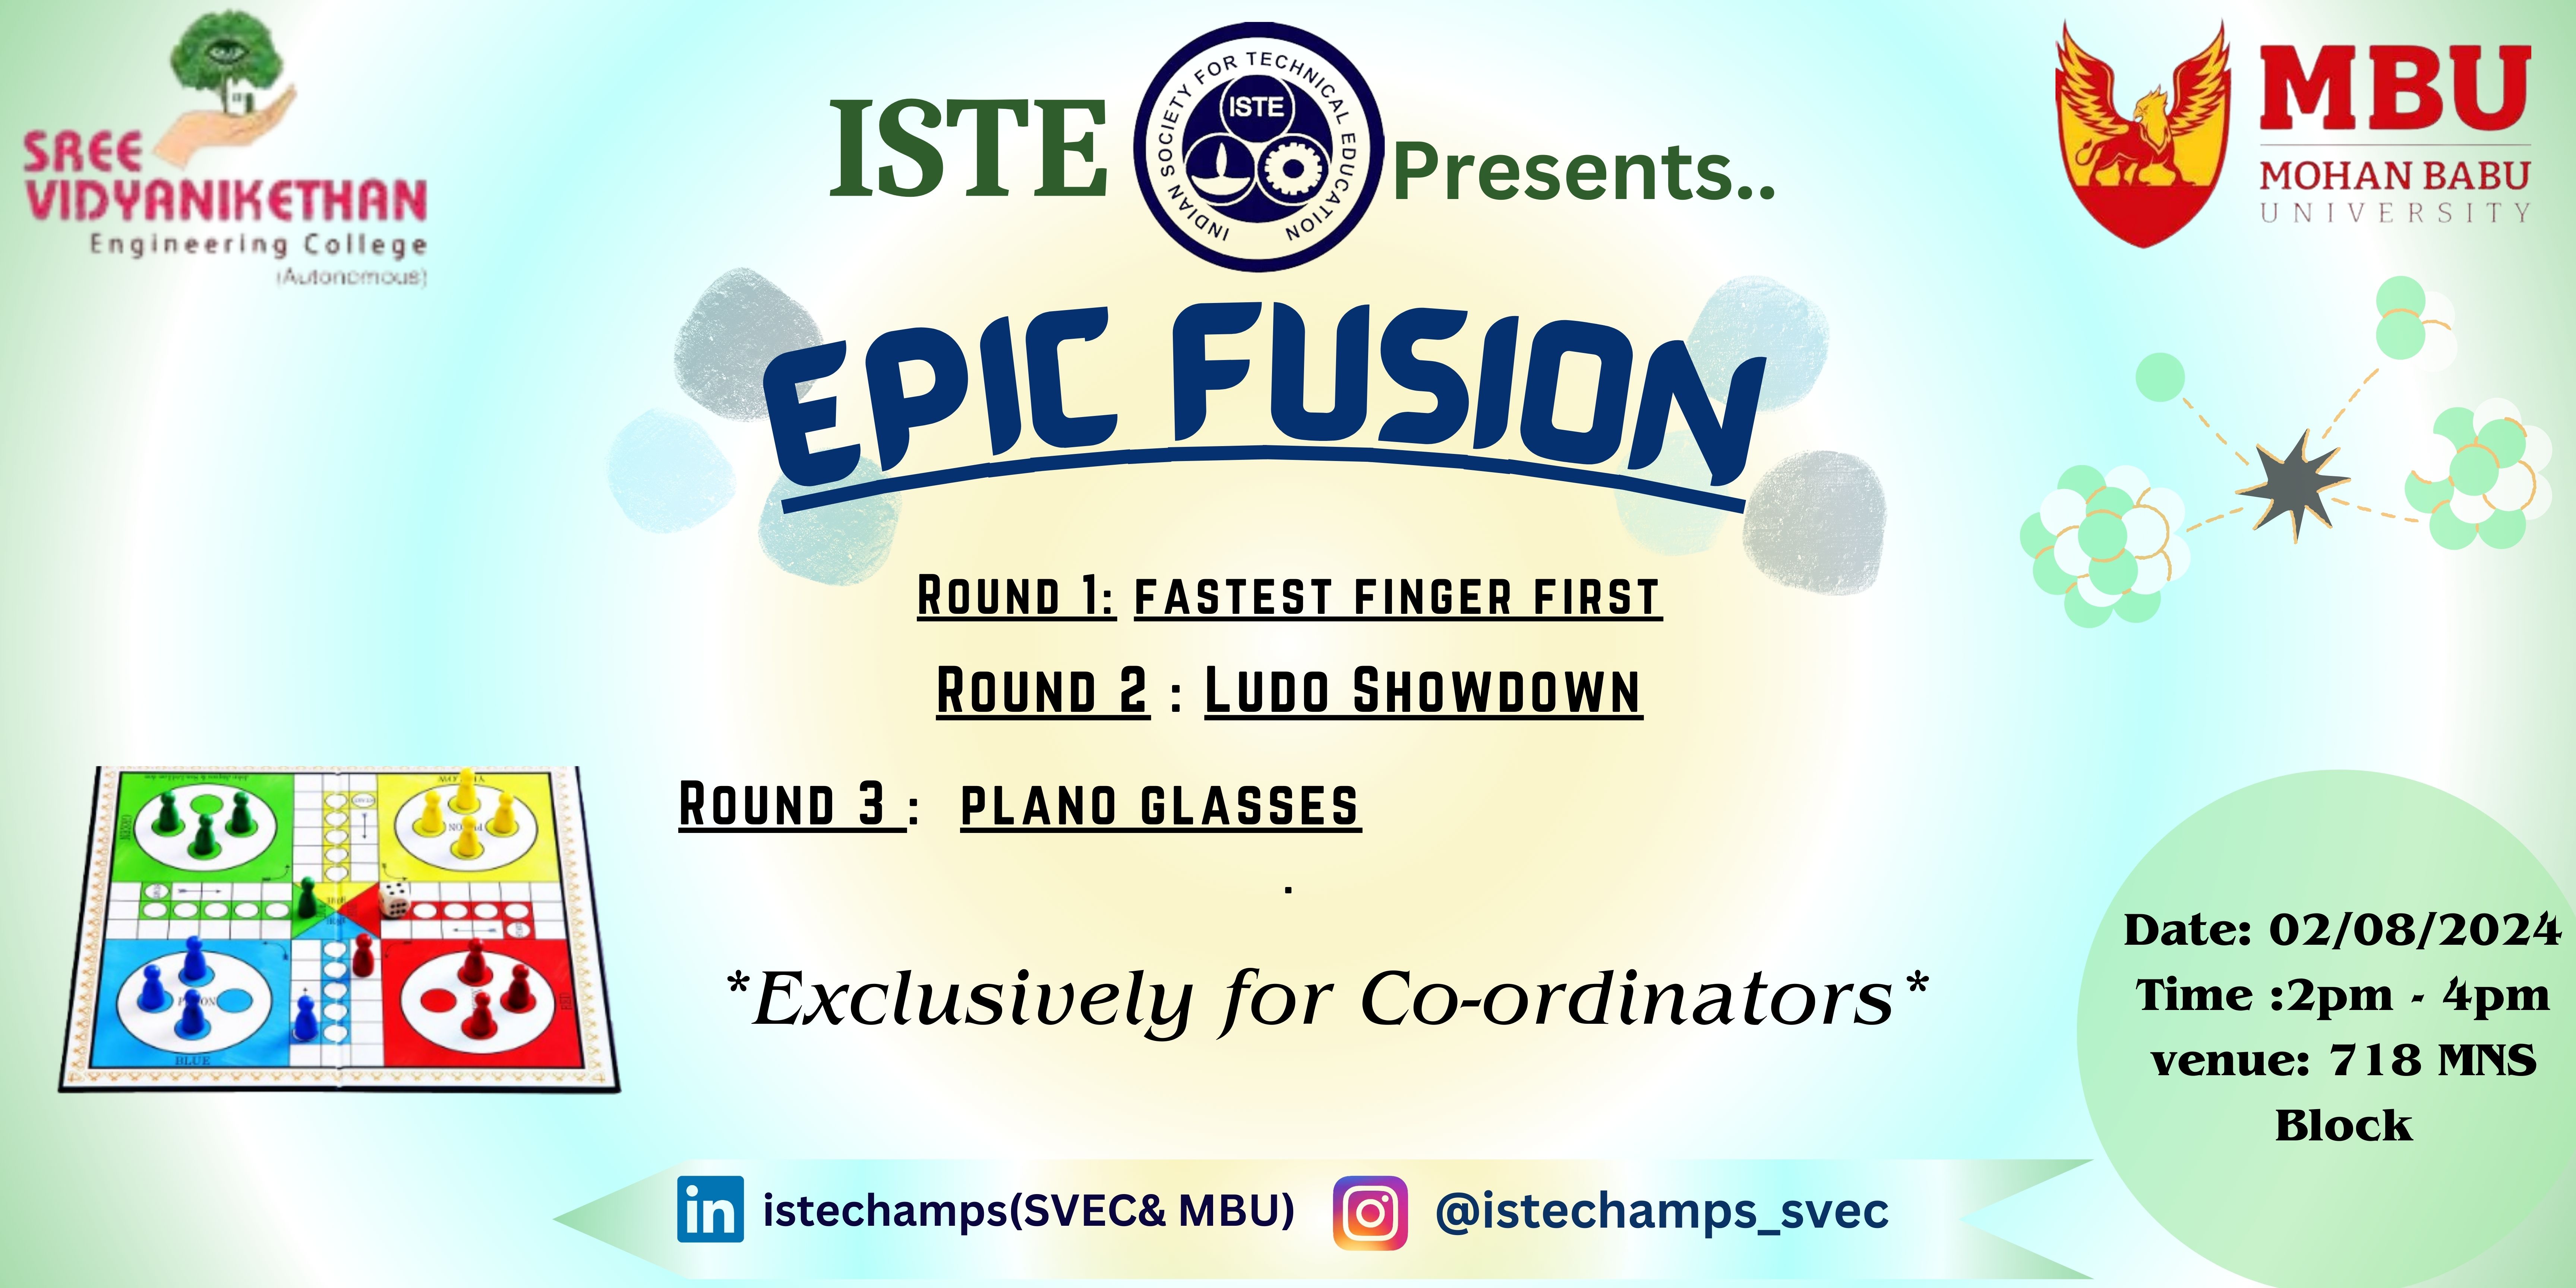 SREE
VIDYANIKETHAN
Engineering College
(Autonomous)
ISTE
INDIAN SOCIETY FOR TECHNICAL EDUCATION
ISTE
Presents..
MBU
MOHAN BABU
UNIVERSITY
EPIC FUSION
Round 1: fastest finger first
Round 2 : Ludo Showdown
Round 3 : plano glasses
.
*Exclusively for Co-ordinators*
BLUE
Date: 02/08/2024
Time :2pm - 4pm
venue: 718 MNS
Block
in istechamps(SVEC& MBU) @istechamps_svec